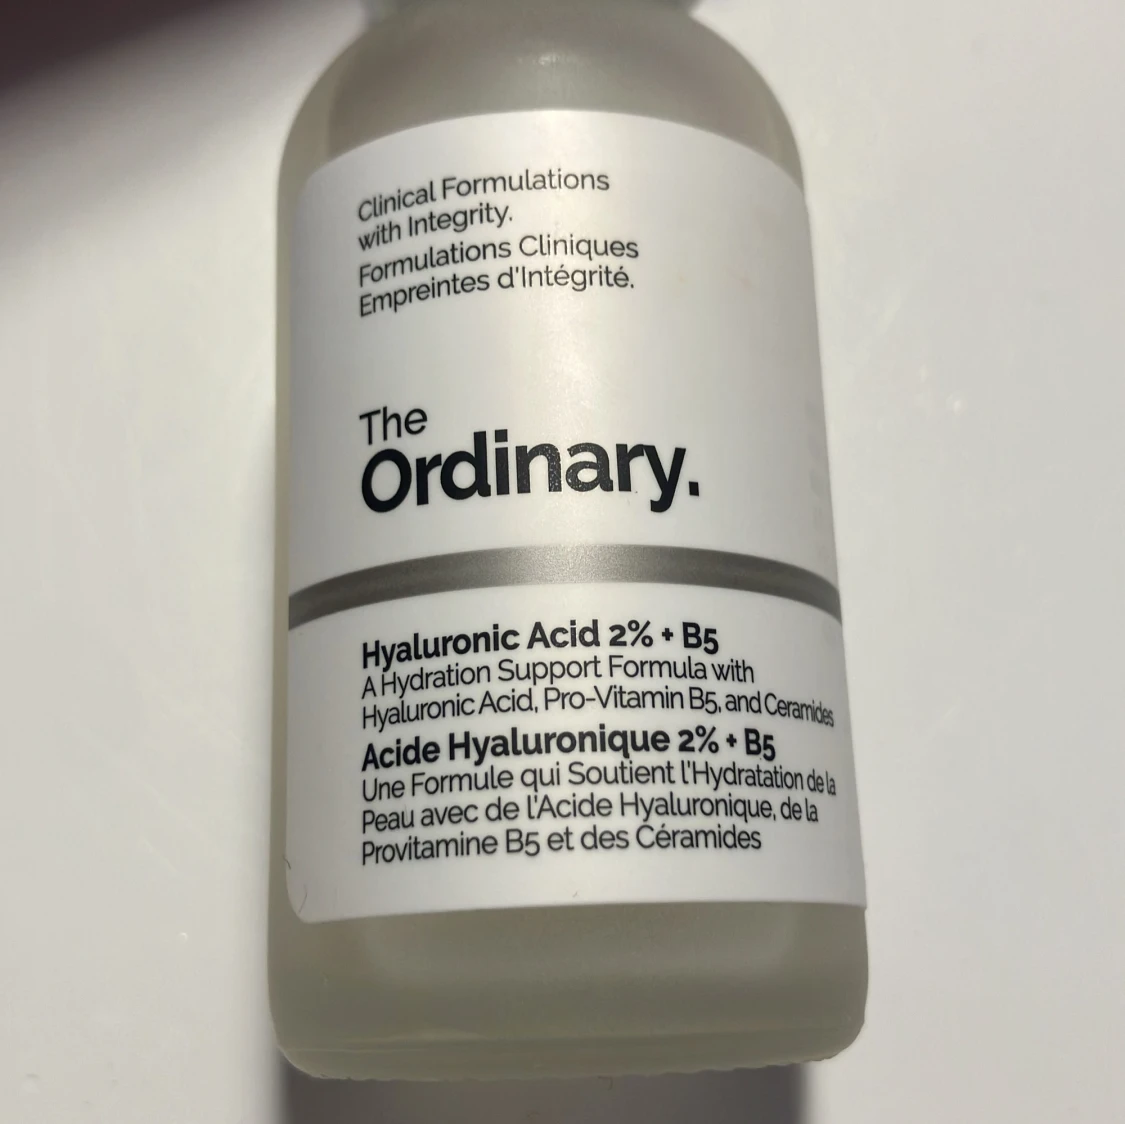 Clinical Formulations
with Integrity.
Formulations Cliniques
Empreintes d'Intégrité.
The
Ordinary.
Hyaluronic Acid 2% + B5
A Hydration Support Formula with
Hyaluronic Acid, Pro-Vitamin B5, and Ceramides
Acide Hyaluronique 2% + B5
Une Formule qui Soutient l'Hydratation de la
Peau avec de l'Acide Hyaluronique, de la
Provitamine B5 et des Céramides